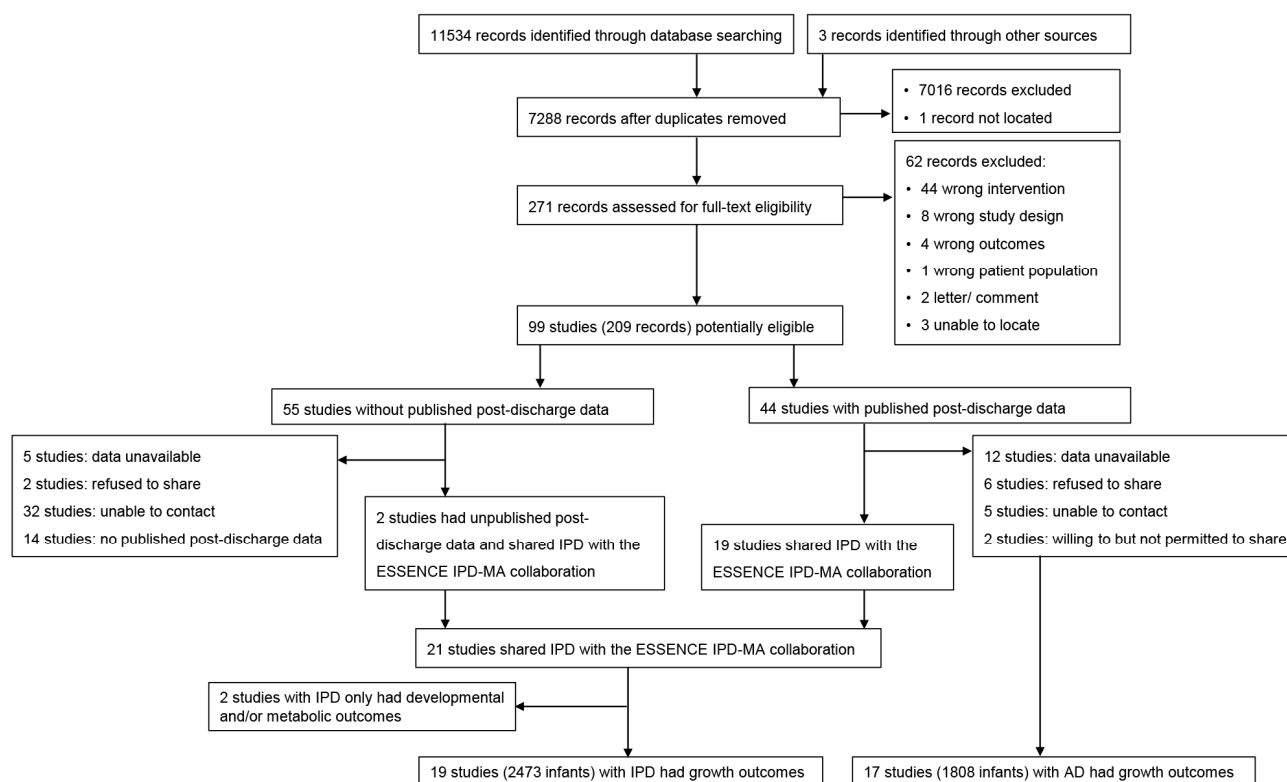 11534 records identified through database searching
3 records identified through other sources
7288 records after duplicates removed
• 7016 records excluded
• 1 record not located
271 records assessed for full-text eligibility
62 records excluded:
• 44 wrong intervention
• 8 wrong study design
• 4 wrong outcomes
• 1 wrong patient population
• 2 letter/ comment
• 3 unable to locate
99 studies (209 records) potentially eligible
55 studies without published post-discharge data
44 studies with published post-discharge data
5 studies: data unavailable
2 studies: refused to share
32 studies: unable to contact
14 studies: no published post-discharge data
2 studies had unpublished post-
discharge data and shared IPD with the
ESSENCE IPD-MA collaboration
19 studies shared IPD with the
ESSENCE IPD-MA collaboration
12 studies: data unavailable
6 studies: refused to share
5 studies: unable to contact
2 studies: willing to but not permitted to share
21 studies shared IPD with the ESSENCE IPD-MA collaboration
2 studies with IPD only had developmental
and/or metabolic outcomes
19 studies (2473 infants) with IPD had growth outcomes
17 studies (1808 infants) with AD had growth outcomes